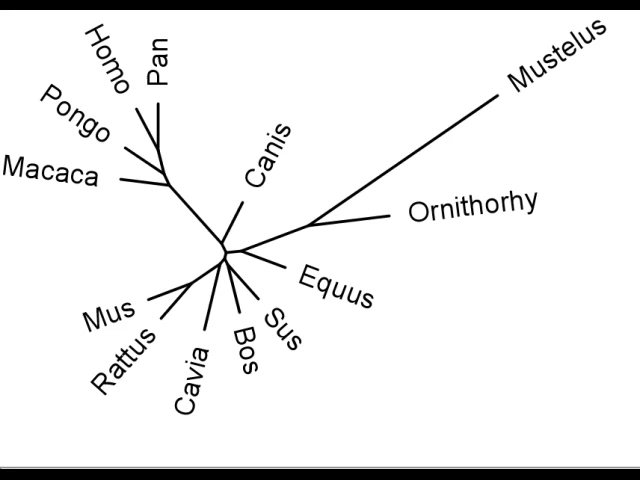 Homo
Pan
Mustelus
Pongo
Canis
Macaca
Ornithorhy
Equus
Mus
Sus
Rattus
Bos
Cavia